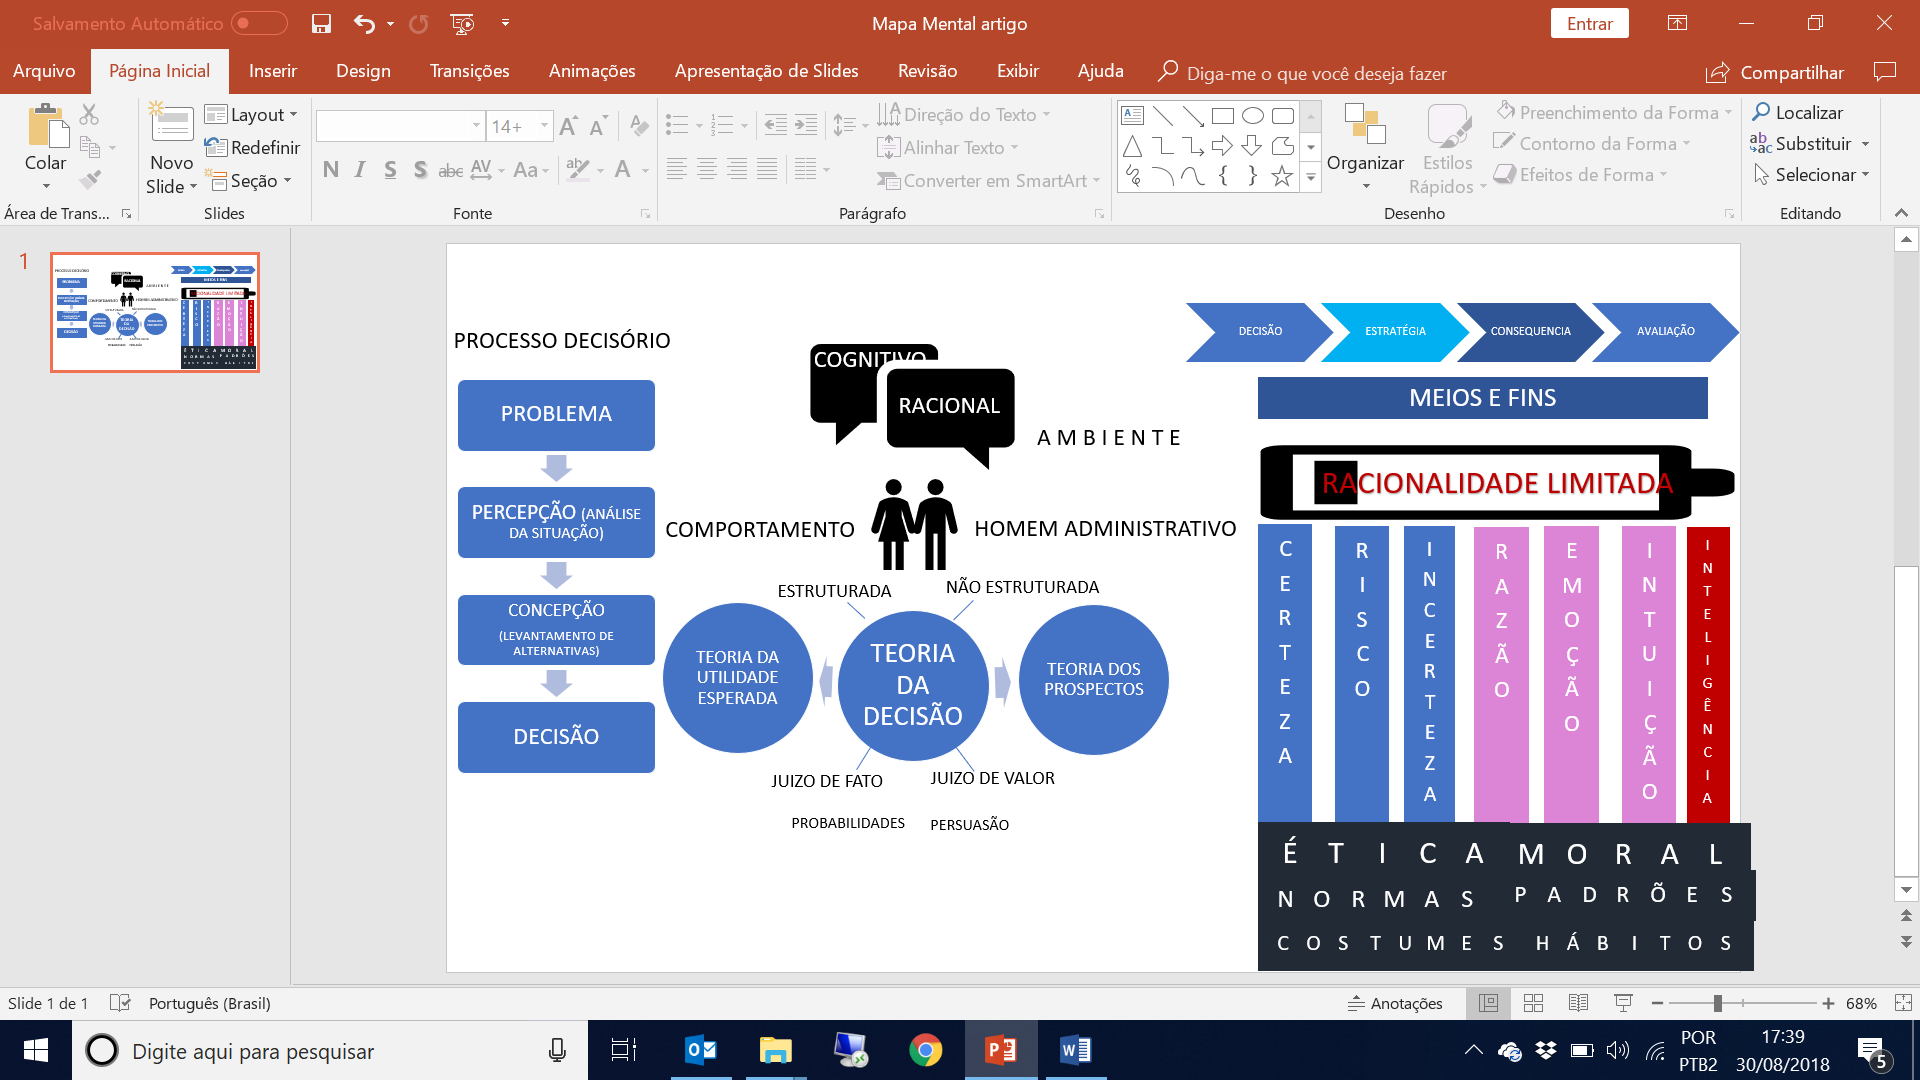 Salvamento Automático
Mapa Mental artigo
Entrar
Arquivo
Página Inicial
Inserir
Design
Transições
Animações
Apresentação de Slides
Revisão
Exibir
Ajuda
Diga-me o que você deseja fazer
Compartilhar
Colar
Novo
Slide
Layout
Redefinir
Seção
14+
N I S S abc AV Aa A
Direção do Texto
Alinhar Texto
Converter em SmartArt
Organizar
Estilos
Rápidos
Preenchimento da Forma
Contorno da Forma
Efeitos de Forma
Localizar
Substituir
Selecionar
Área de Trans...
Slides
Fonte
Parágrafo
Desenho
Editando
1
PROCESSO DECISÓRIO
PROBLEMA
PERCEPÇÃO (ANÁLISE
DA SITUAÇÃO)
CONCEPÇÃO
(LEVANTAMENTO DE
ALTERNATIVAS)
DECISÃO
COGNITIVO
RACIONAL
A M B I E N T E
COMPORTAMENTO
HOMEM ADMINISTRATIVO
ESTRUTURADA
NÃO ESTRUTURADA
TEORIA DA
UTILIDADE
ESPERADA
TEORIA
DA
DECISÃO
TEORIA DOS
PROSPECTOS
JUIZO DE FATO
JUIZO DE VALOR
PROBABILIDADES
PERSUASÃO
DECISÃO
ESTRATÉGIA
CONSEQUENCIA
AVALIAÇÃO
MEIOS E FINS
RACIONALIDADE LIMITADA
CERTEZA
RISCO
INCERTEZA
RAZÃO
EMOÇÃO
INTUIÇÃO
INTELIGÊNCIA
É T I C A M O R A L
N O R M A S P A D R Õ E S
C O S T U M E S H Á B I T O S
Slide 1 de 1
Português (Brasil)
Anotações
68%
Digite aqui para pesquisar
POR
PTB2
17:39
30/08/2018
5